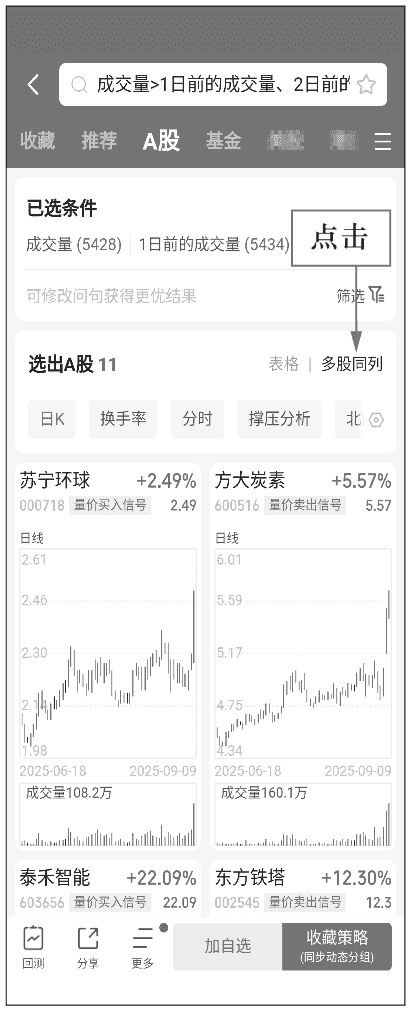 成交量>1日前的成交量、2日前的
收藏 推荐 A股 基金
已选条件
成交量 (5428) 1日前的成交量 (5434)
点击
可修改问句获得更优结果 筛选
选出A股 11 表格 | 多股同列
日K 换手率 分时 撑压分析 北
苏宁环球 +2.49%
000718 量价买入信号 2.49
日线
2.61
2.46
2.30
2.14
1.98
2025-06-18 2025-09-09
成交量108.2万
方大炭素 +5.57%
600516 量价卖出信号 5.57
日线
6.01
5.59
5.17
4.75
4.34
2025-06-18 2025-09-09
成交量160.1万
泰禾智能 +22.09%
603656 量价买入信号 22.09
东方铁塔 +12.30%
002545 量价卖出信号 12.3
回测 分享 更多 加自选 收藏策略
(同步动态分组)